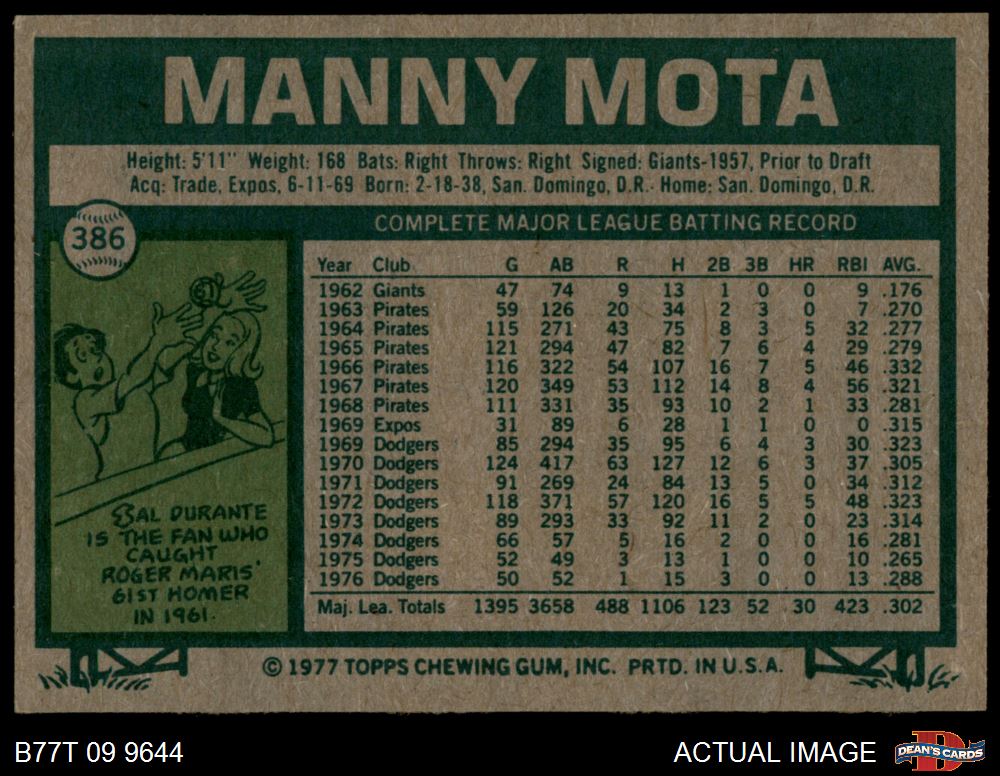 MANNY MOTA
Height: 5'11" Weight: 168 Bats: Right Throws: Right Signed: Giants-1957, Prior to Draft
Acq: Trade, Expos, 6-11-69 Born: 2-18-38, San. Domingo, D.R. Home: San. Domingo, D.R.
386
COMPLETE MAJOR LEAGUE BATTING RECORD
Year Club G AB R H 2B 3B HR RBI AVG.
1962 Giants 47 74 9 13 1 0 0 9 .176
1963 Pirates 59 126 20 34 2 3 0 7 .270
1964 Pirates 115 271 43 75 8 3 5 32 .277
1965 Pirates 121 294 47 82 7 6 4 29 .279
1966 Pirates 116 322 54 107 16 7 5 46 .332
1967 Pirates 120 349 53 112 14 8 4 56 .321
1968 Pirates 111 331 35 93 10 2 1 33 .281
1969 Expos 31 89 6 28 1 1 0 0 .315
1969 Dodgers 85 294 35 95 6 4 3 30 .323
1970 Dodgers 124 417 63 127 12 6 3 37 .305
1971 Dodgers 91 269 24 84 13 5 0 34 .312
1972 Dodgers 118 371 57 120 16 5 5 48 .323
1973 Dodgers 89 293 33 92 11 2 0 23 .314
1974 Dodgers 66 57 5 16 2 0 0 16 .281
1975 Dodgers 52 49 3 13 1 0 0 10 .265
1976 Dodgers 50 52 1 15 3 0 0 13 .288
Maj. Lea. Totals 1395 3658 488 1106 123 52 30 423 .302
SAL DURANTE
IS THE FAN WHO
CAUGHT
ROGER MARIS'
61ST HOMER
IN 1961.
© 1977 TOPPS CHEWING GUM, INC. PRTD. IN U.S.A.
B77T 09 9644
ACTUAL IMAGE
DEAN'S CARDS